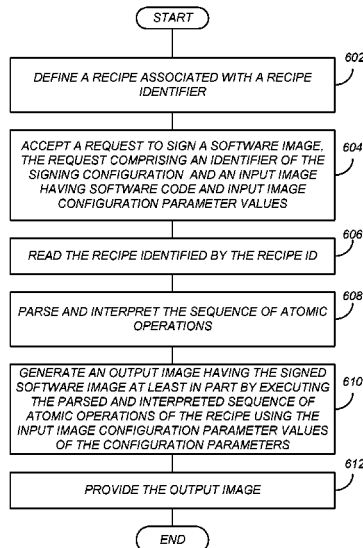 START
602
DEFINE A RECIPE ASSOCIATED WITH A RECIPE
IDENTIFIER
ACCEPT A REQUEST TO SIGN A SOFTWARE IMAGE,
THE REQUEST COMPRISING AN IDENTIFIER OF THE
SIGNING CONFIGURATION AND AN INPUT IMAGE
HAVING SOFTWARE CODE AND INPUT IMAGE
CONFIGURATION PARAMETER VALUES
604
606
READ THE RECIPE IDENTIFIED BY THE RECIPE ID
608
PARSE AND INTERPRET THE SEQUENCE OF ATOMIC
OPERATIONS
GENERATE AN OUTPUT IMAGE HAVING THE SIGNED
SOFTWARE IMAGE AT LEAST IN PART BY EXECUTING
THE PARSED AND INTERPRETED SEQUENCE OF
ATOMIC OPERATIONS OF THE RECIPE USING THE
INPUT IMAGE CONFIGURATION PARAMETER VALUES
OF THE CONFIGURATION PARAMETERS
610
612
PROVIDE THE OUTPUT IMAGE
END